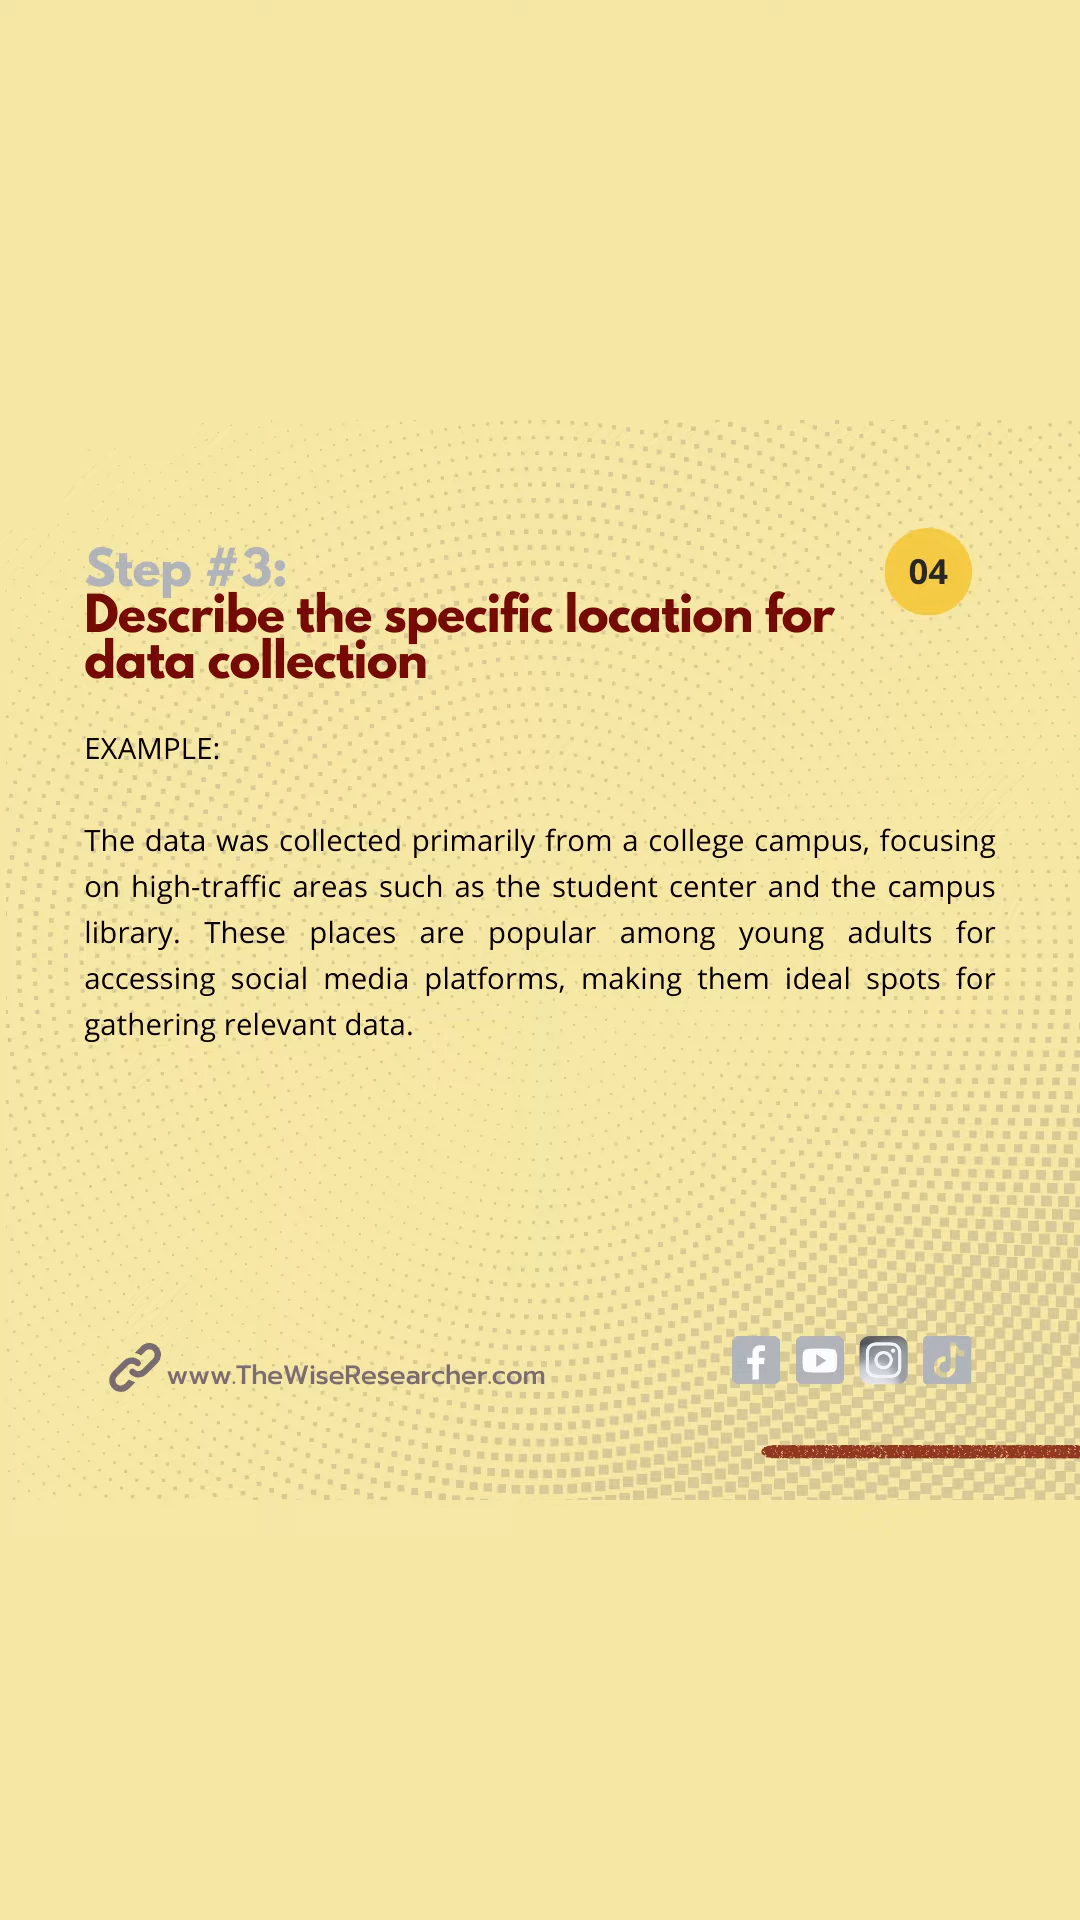 Step #3:
04
Describe the specific location for
data collection
EXAMPLE:
The data was collected primarily from a college campus, focusing
on high-traffic areas such as the student center and the campus
library. These places are popular among young adults for
accessing social media platforms, making them ideal spots for
gathering relevant data.
www.TheWiseResearcher.com